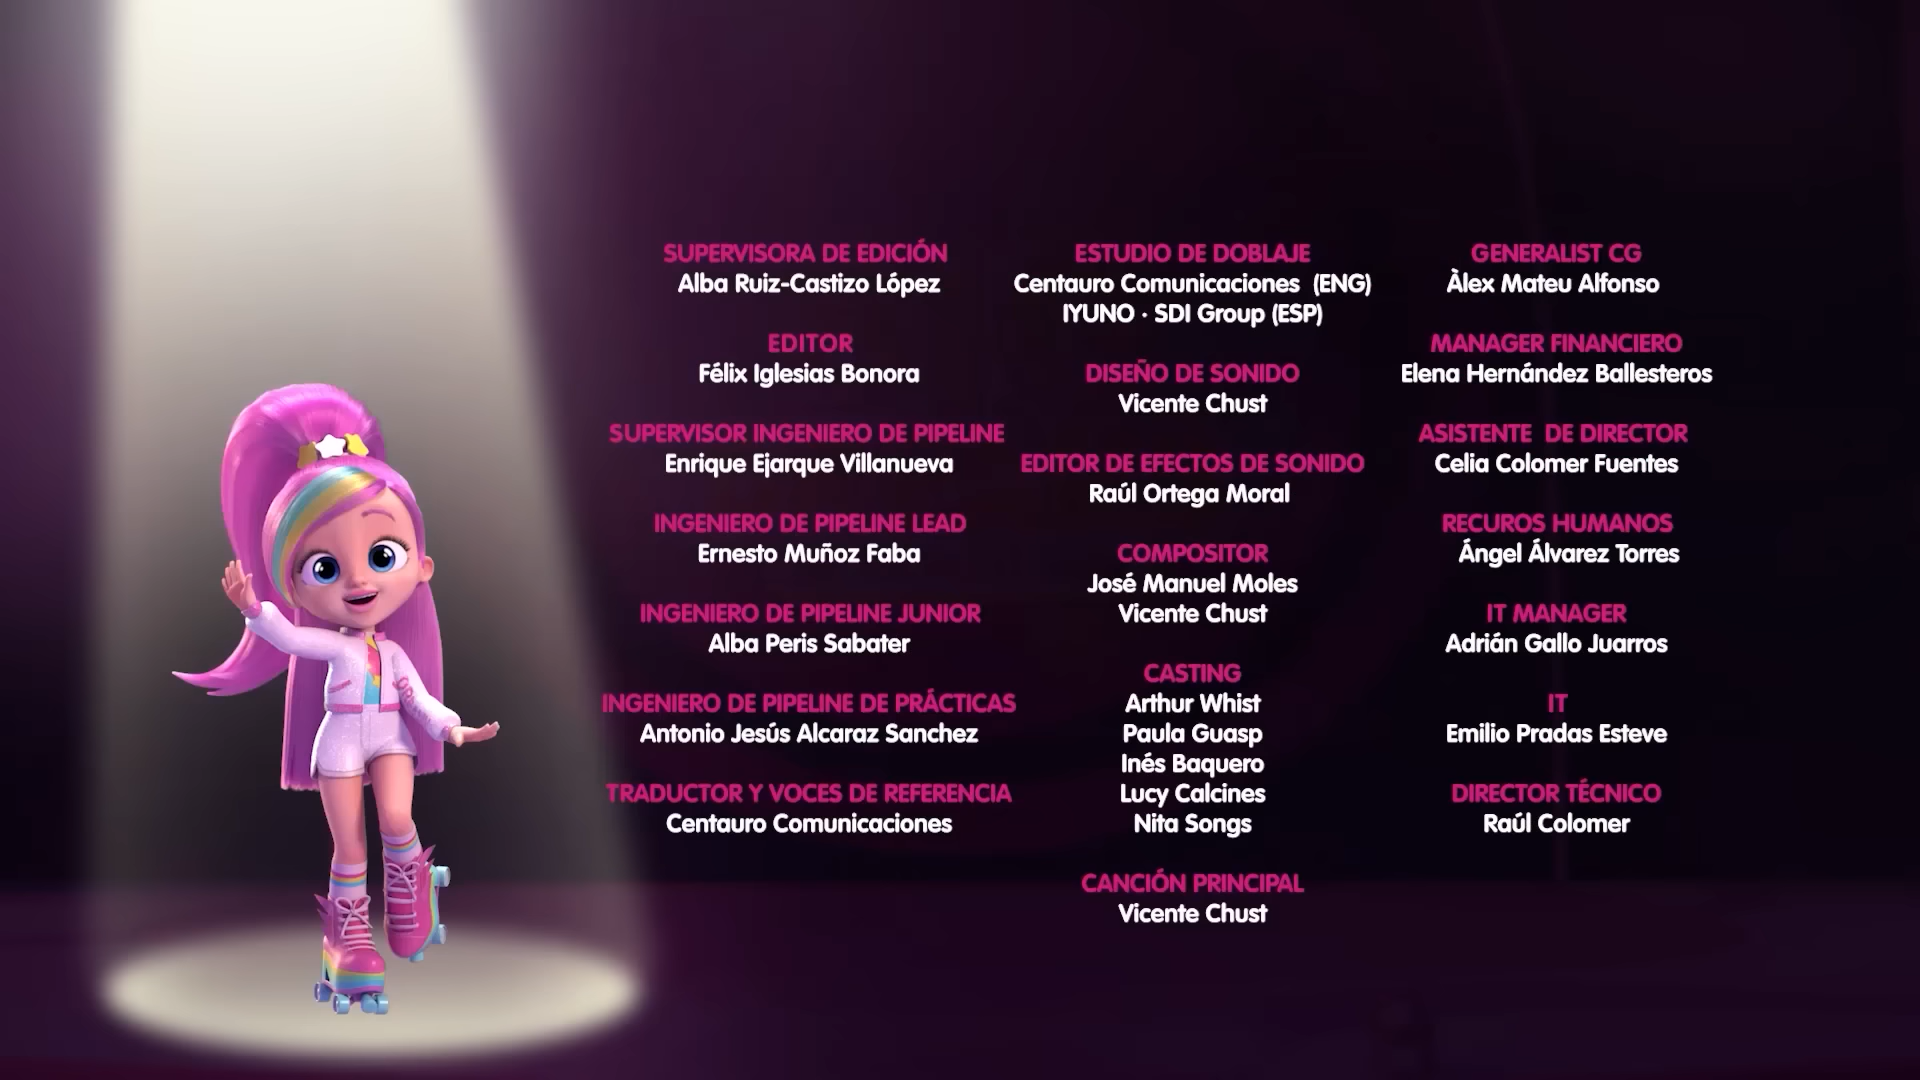 SUPERVISORA DE EDICIÓN
Alba Ruiz-Castizo López
EDITOR
Félix Iglesias Bonora
SUPERVISOR INGENIERO DE PIPELINE
Enrique Ejarque Villanueva
INGENIERO DE PIPELINE LEAD
Ernesto Muñoz Faba
INGENIERO DE PIPELINE JUNIOR
Alba Peris Sabater
INGENIERO DE PIPELINE DE PRÁCTICAS
Antonio Jesús Alcaraz Sanchez
TRADUCTOR Y VOCES DE REFERENCIA
Centauro Comunicaciones
ESTUDIO DE DOBLAJE
Centauro Comunicaciones (ENG)
IYUNO · SDI Group (ESP)
DISEÑO DE SONIDO
Vicente Chust
EDITOR DE EFECTOS DE SONIDO
Raúl Ortega Moral
COMPOSITOR
José Manuel Moles
Vicente Chust
CASTING
Arthur Whist
Paula Guasp
Inés Baquero
Lucy Calcines
Nita Songs
CANCIÓN PRINCIPAL
Vicente Chust
GENERALIST CG
Àlex Mateu Alfonso
MANAGER FINANCIERO
Elena Hernández Ballesteros
ASISTENTE DE DIRECTOR
Celia Colomer Fuentes
RECUROS HUMANOS
Ángel Álvarez Torres
IT MANAGER
Adrián Gallo Juarros
IT
Emilio Pradas Esteve
DIRECTOR TÉCNICO
Raúl Colomer